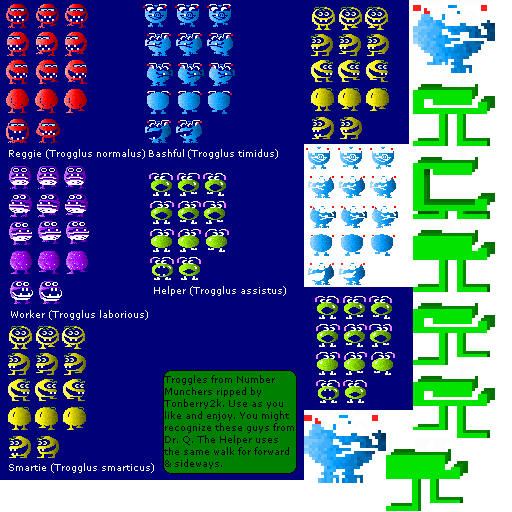 Reggie (Trogglus normalus) Bashful (Trogglus timidus)
Helper (Trogglus assistus)
Worker (Trogglus laborious)
Troggles from Number
Munchers ripped by
Tonberry2k. Use as you
like and enjoy. You might
recognize these guys from
Dr. Q. The Helper uses
the same walk for forward
& sideways.
Smartie (Trogglus smarticus)